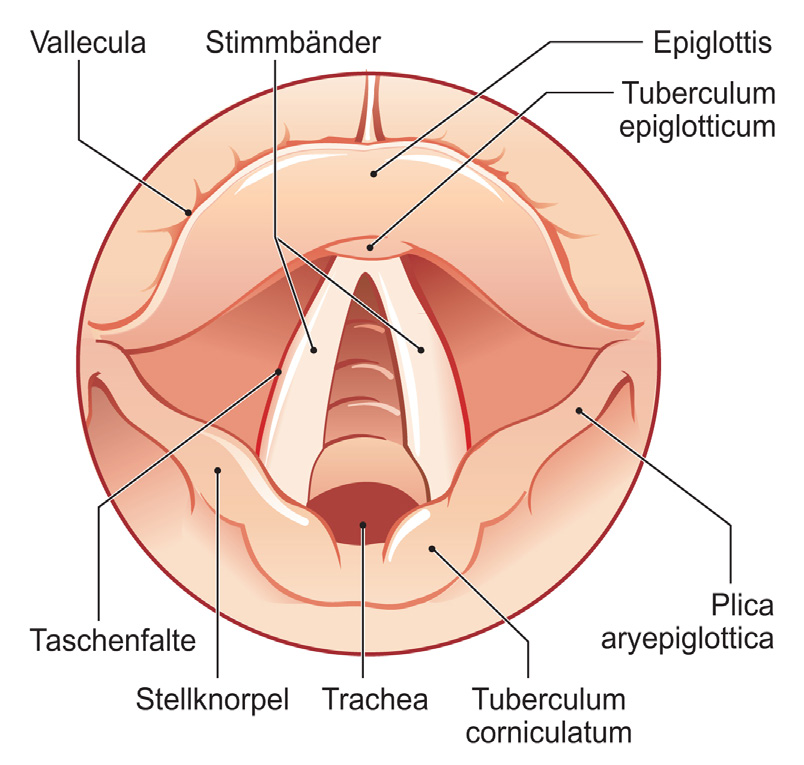 Vallecula
Stimmbänder
Epiglottis
Tuberculum
epiglotticum
Plica
aryepiglottica
Taschenfalte
Stellknorpel
Trachea
Tuberculum
corniculatum